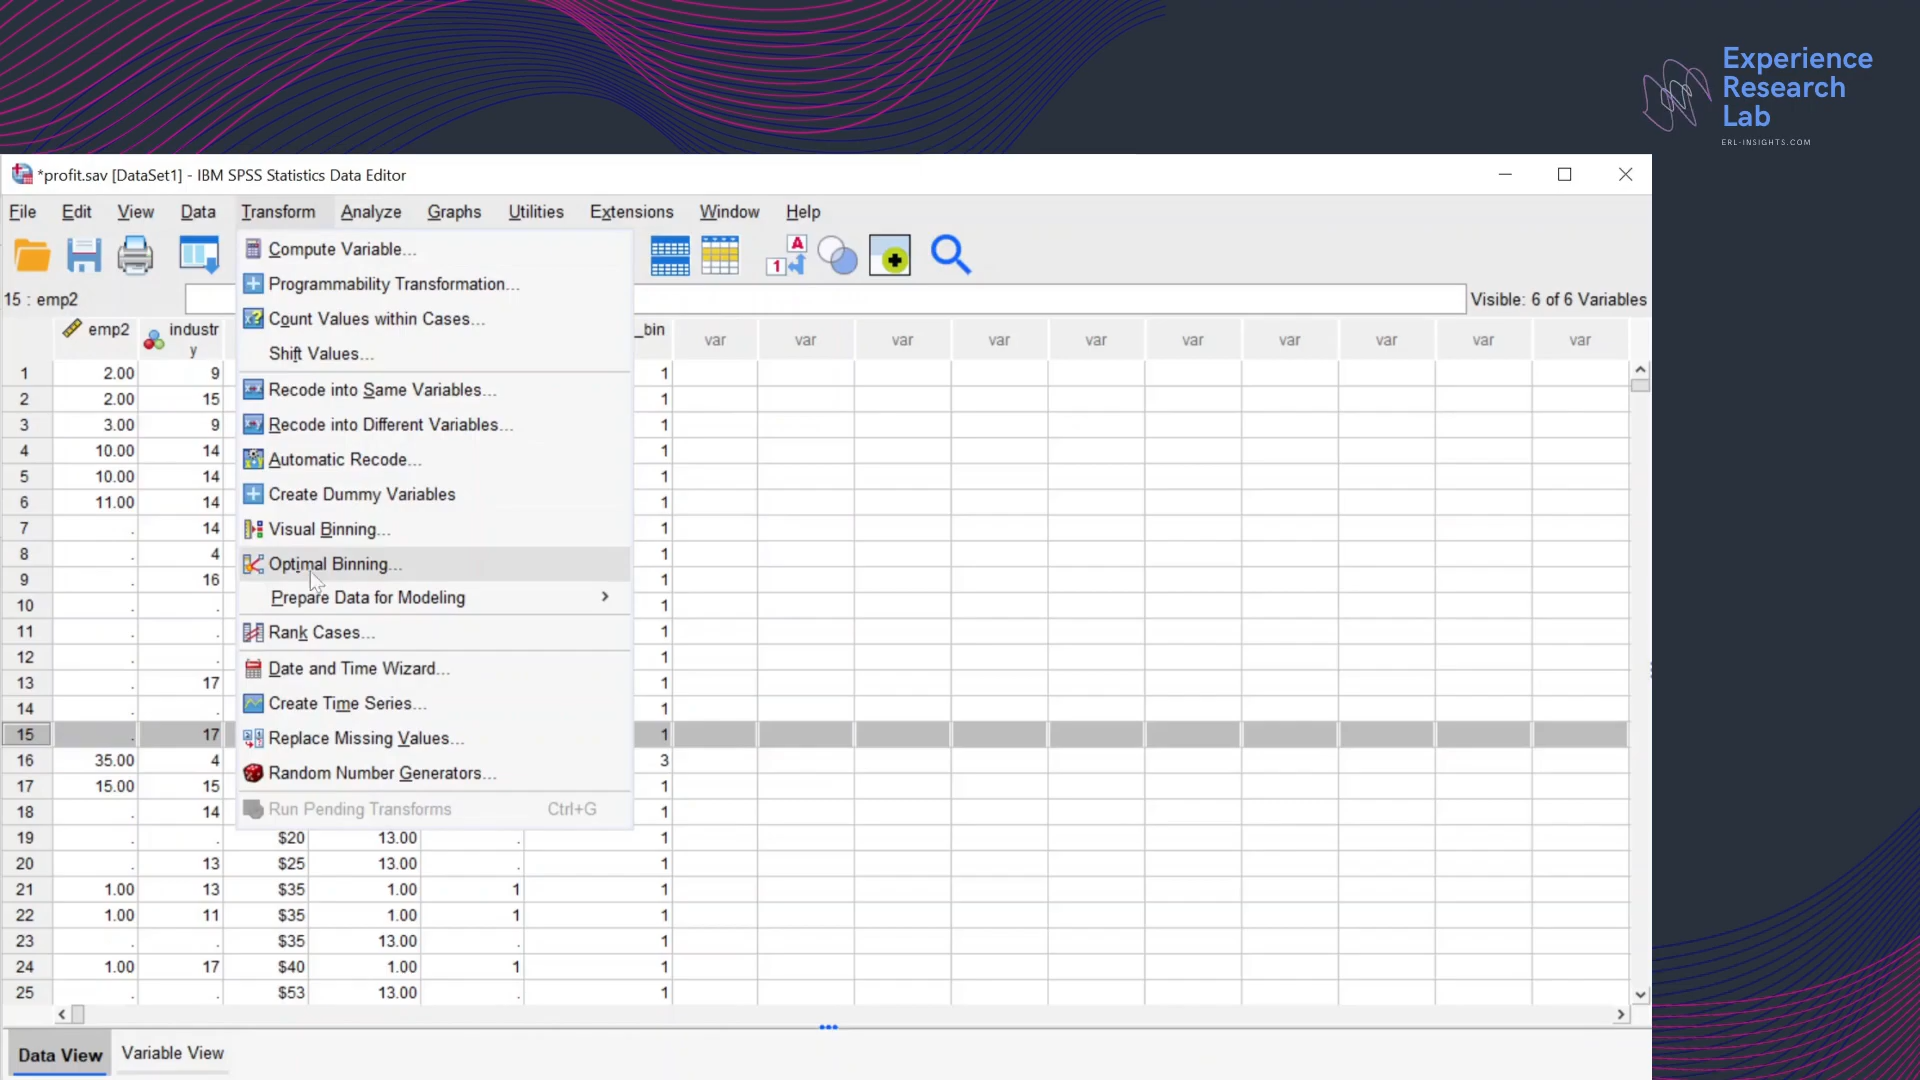 Experience
Research
Lab
ERL-INSIGHTS.COM
*profit.sav [DataSet1] - IBM SPSS Statistics Data Editor
File Edit View Data Transform Analyze Graphs Utilities Extensions Window Help
A
1
15 : emp2
Visible: 6 of 6 Variables
Compute Variable...
Programmability Transformation...
Count Values within Cases...
Shift Values...
Recode into Same Variables...
Recode into Different Variables...
Automatic Recode...
Create Dummy Variables
Visual Binning...
Optimal Binning...
Prepare Data for Modeling
Rank Cases...
Date and Time Wizard...
Create Time Series...
Replace Missing Values...
Random Number Generators...
Run Pending Transforms Ctrl+G
emp2 industry _bin var var var var var var var var var var
1 2.00 9 1
2 2.00 15 1
3 3.00 9 1
4 10.00 14 1
5 10.00 14 1
6 11.00 14 1
7 . 14 1
8 . 4 1
9 . 16 1
10 . . 1
11 . . 1
12 . . 1
13 . 17 1
14 . . 1
15 . 17 1
16 35.00 4 3
17 15.00 15 1
18 . 14 1
19 . . $20 13.00 . 1
20 . 13 $25 13.00 . 1
21 1.00 13 $35 1.00 1 1
22 1.00 11 $35 1.00 1 1
23 . . $35 13.00 . 1
24 1.00 17 $40 1.00 1 1
25 . . $53 13.00 . 1
Data View Variable View